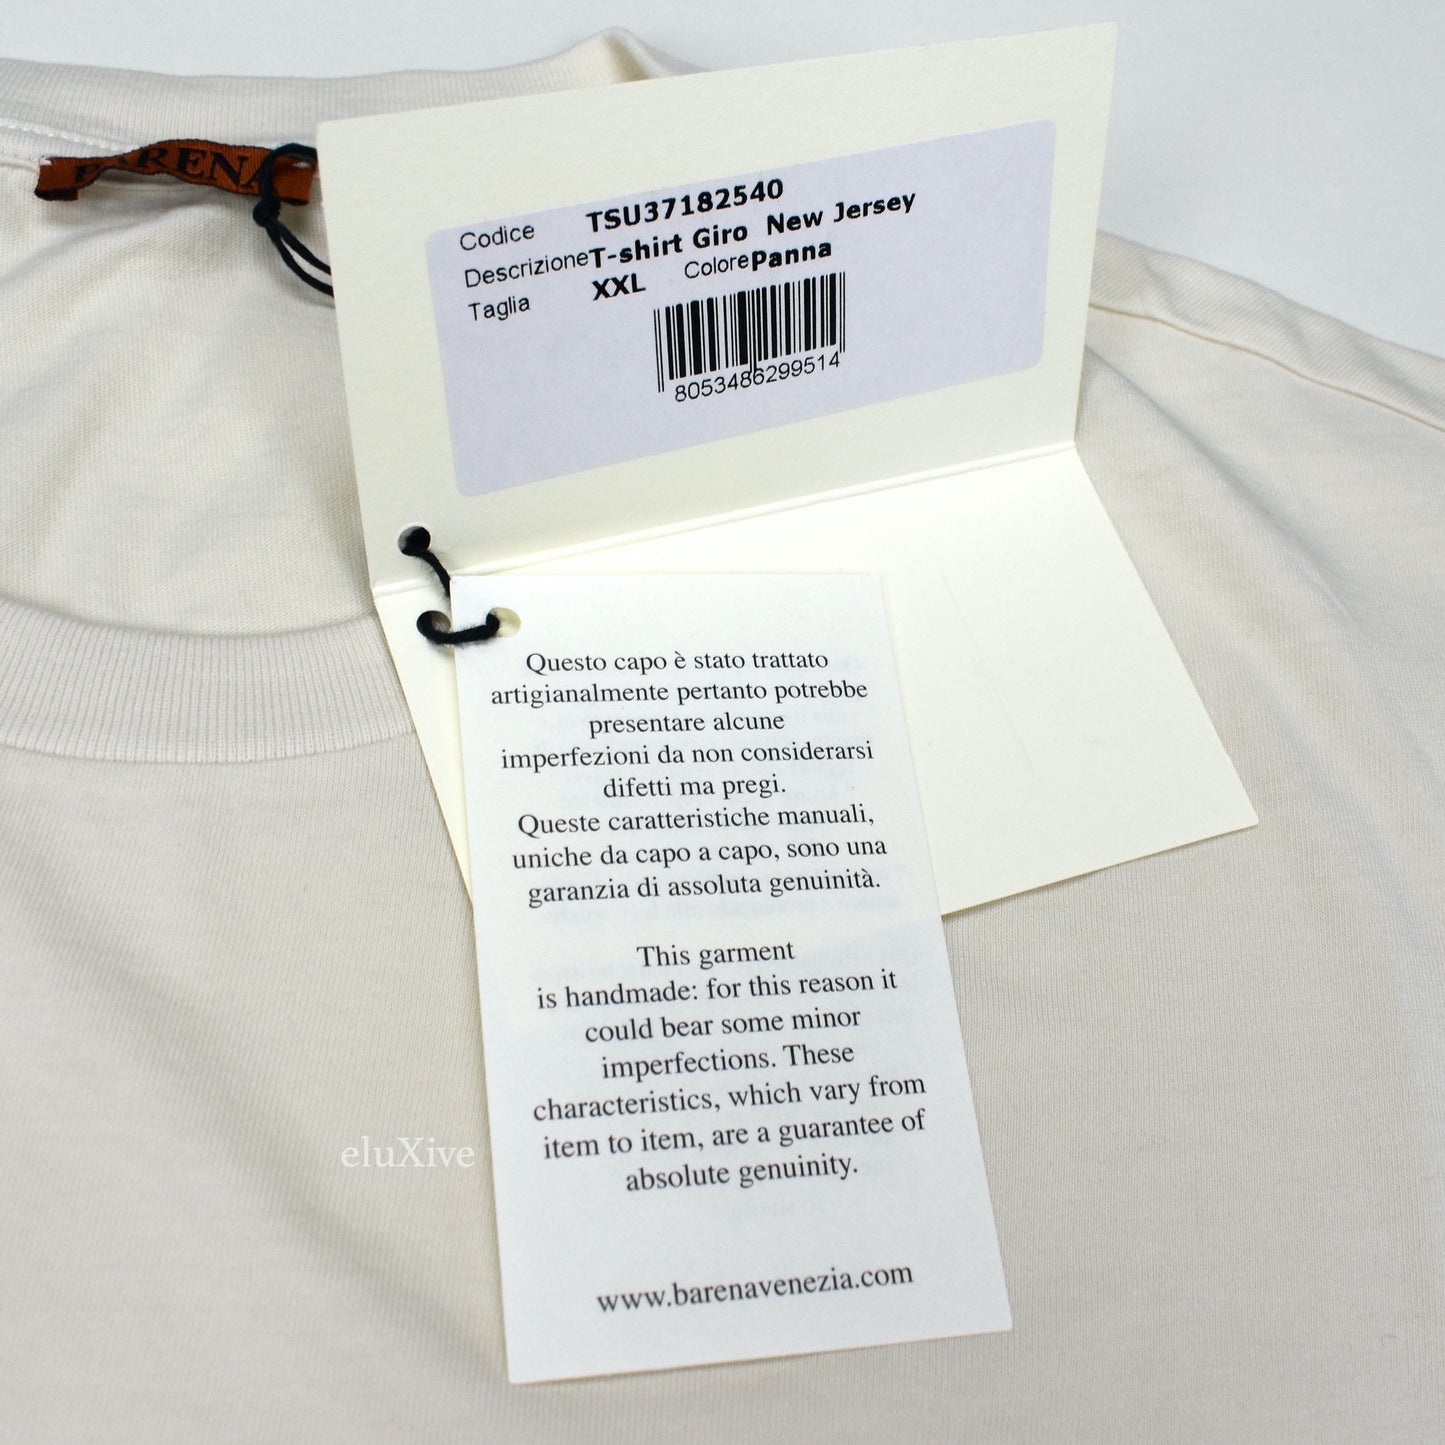 BARENA
Codice TSU37182540
Descrizione T-shirt Giro New Jersey
Taglia XXL Colore Panna
8053486299514
Questo capo è stato trattato
artigianalmente pertanto potrebbe
presentare alcune
imperfezioni da non considerarsi
difetti ma pregi.
Queste caratteristiche manuali,
uniche da capo a capo, sono una
garanzia di assoluta genuinità.
This garment
is handmade: for this reason it
could bear some minor
imperfections. These
characteristics, which vary from
item to item, are a guarantee of
absolute genuinity.
www.barenavenezia.com
eluXive